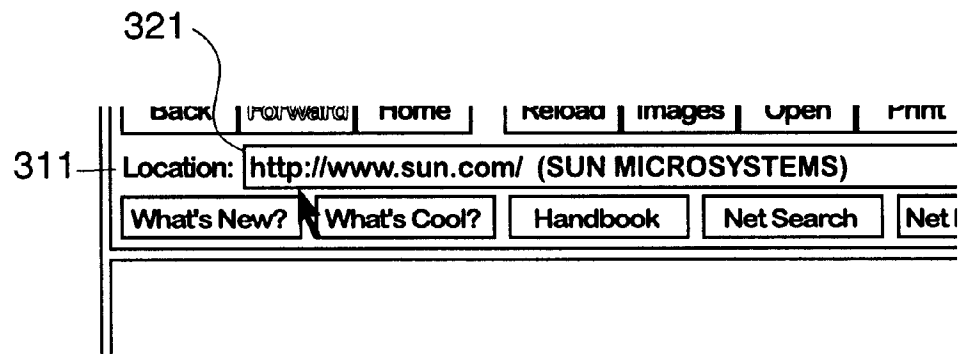 321
Back Forward Home Reload Images Open Print
311 Location: http://www.sun.com/ (SUN MICROSYSTEMS)
What's New? What's Cool? Handbook Net Search Net